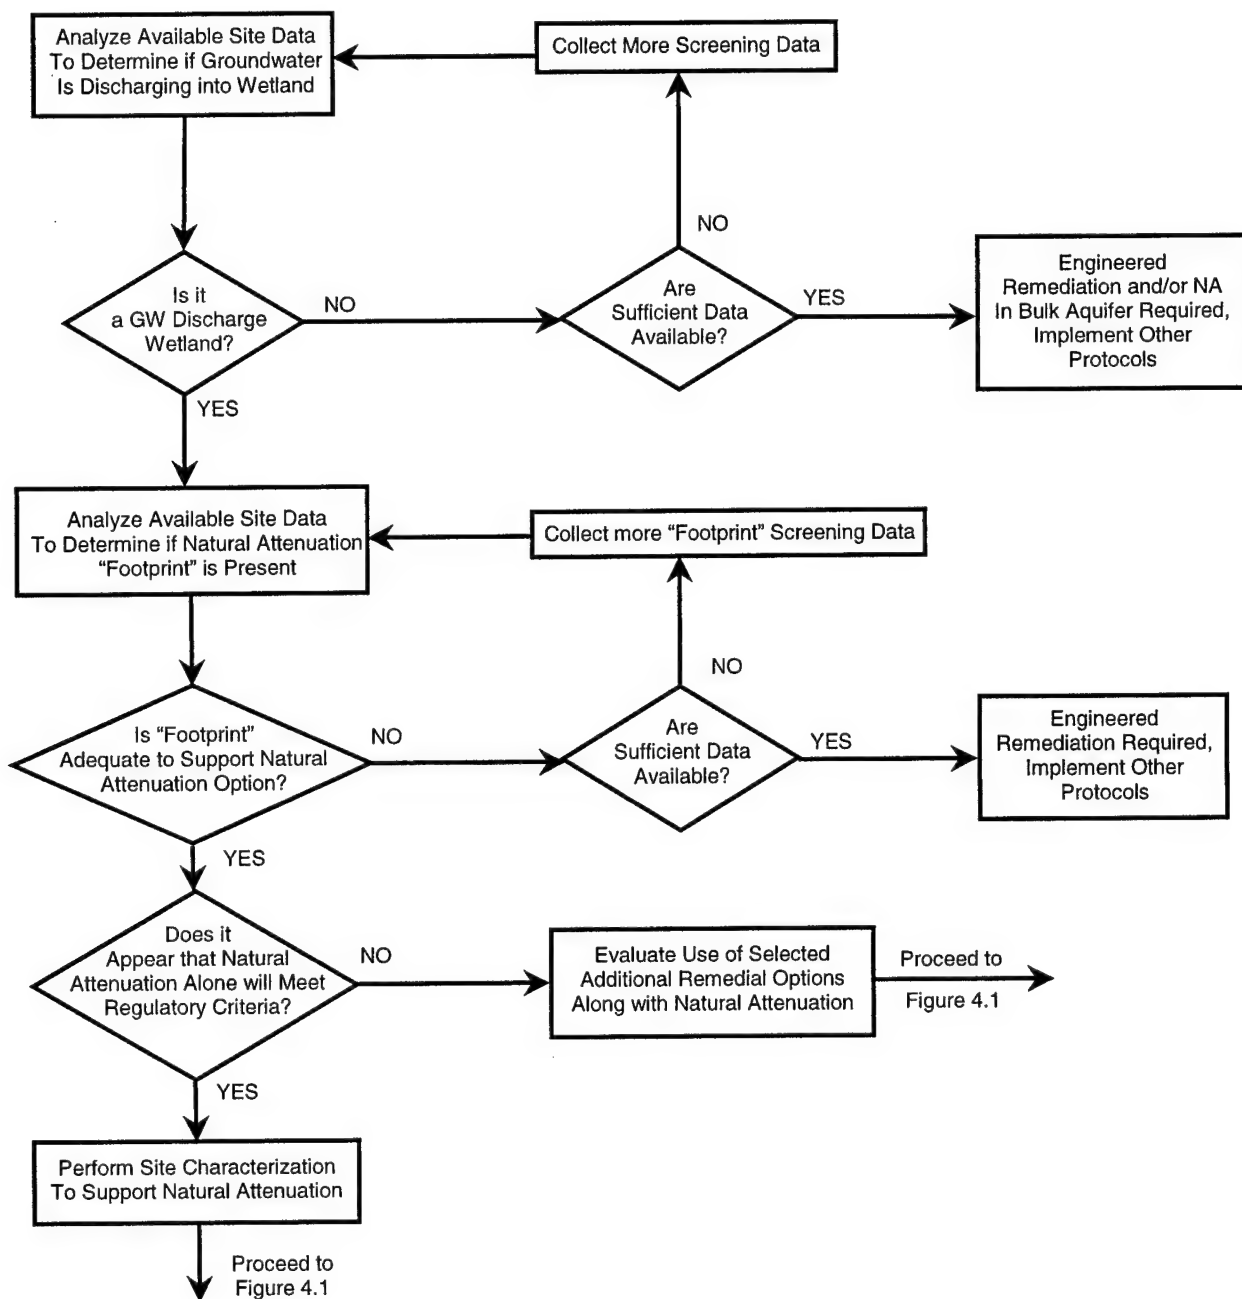 Analyze Available Site Data
To Determine if Groundwater
Is Discharging into Wetland
Collect More Screening Data
NO
Is it
a GW Discharge
Wetland?
NO
Are
Sufficient Data
Available?
YES
Engineered
Remediation and/or NA
In Bulk Aquifer Required,
Implement Other
Protocols
YES
Analyze Available Site Data
To Determine if Natural Attenuation
“Footprint” is Present
Collect more “Footprint” Screening Data
NO
Is “Footprint”
Adequate to Support Natural
Attenuation Option?
NO
Are
Sufficient Data
Available?
YES
Engineered
Remediation Required,
Implement Other
Protocols
YES
Does it
Appear that Natural
Attenuation Alone will Meet
Regulatory Criteria?
NO
Evaluate Use of Selected
Additional Remedial Options
Along with Natural Attenuation
Proceed to
Figure 4.1
YES
Perform Site Characterization
To Support Natural Attenuation
Proceed to
Figure 4.1